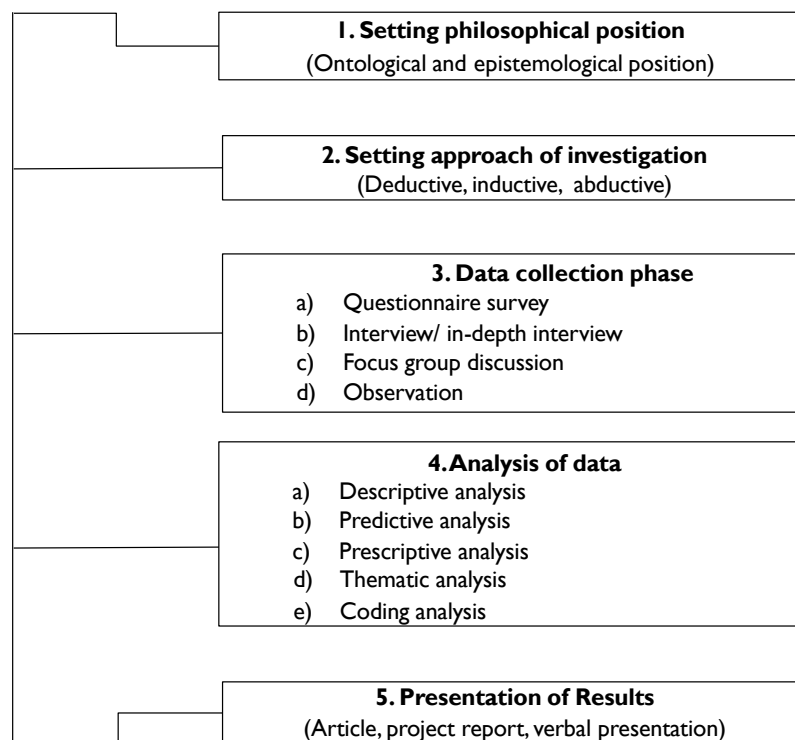 1. Setting philosophical position
(Ontological and epistemological position)
2. Setting approach of investigation
(Deductive, inductive, abductive)
3. Data collection phase
a) Questionnaire survey
b) Interview/ in-depth interview
c) Focus group discussion
d) Observation
4. Analysis of data
a) Descriptive analysis
b) Predictive analysis
c) Prescriptive analysis
d) Thematic analysis
e) Coding analysis
5. Presentation of Results
(Article, project report, verbal presentation)